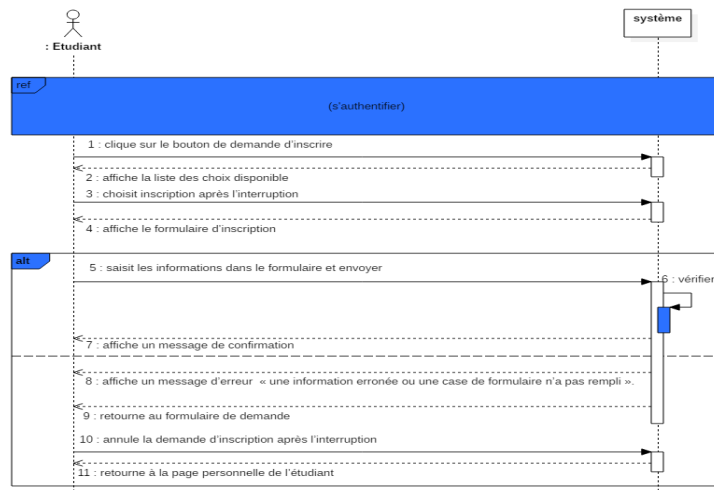 système
: Etudiant
ref
(s'authentifier)
1 : clique sur le bouton de demande d'inscrire
2 : affiche la liste des choix disponible
3 : choisit inscription après l'interruption
4 : affiche le formulaire d'inscription
alt
5 : saisit les informations dans le formulaire et envoyer
6 : vérifier
7 : affiche un message de confirmation
8 : affiche un message d'erreur « une information erronée ou une case de formulaire n'a pas rempli ».
9 : retourne au formulaire de demande
10 : annule la demande d'inscription après l'interruption
11 : retourne à la page personnelle de l'étudiant